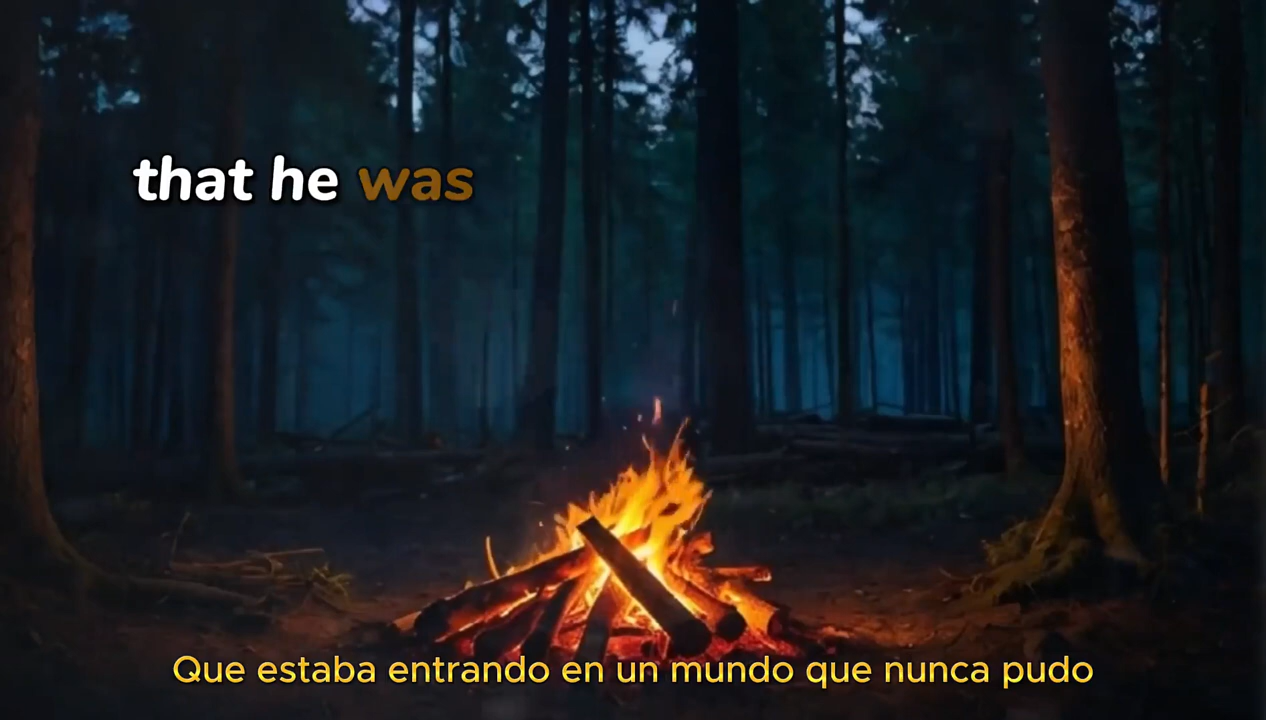 that he was
Que estaba entrando en un mundo que nunca pudo